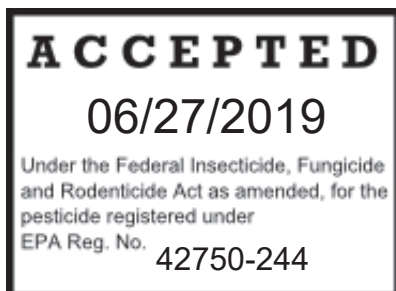 ACCEPTED
06/27/2019
Under the Federal Insecticide, Fungicide
and Rodenticide Act as amended, for the
pesticide registered under
EPA Reg. No. 42750-244